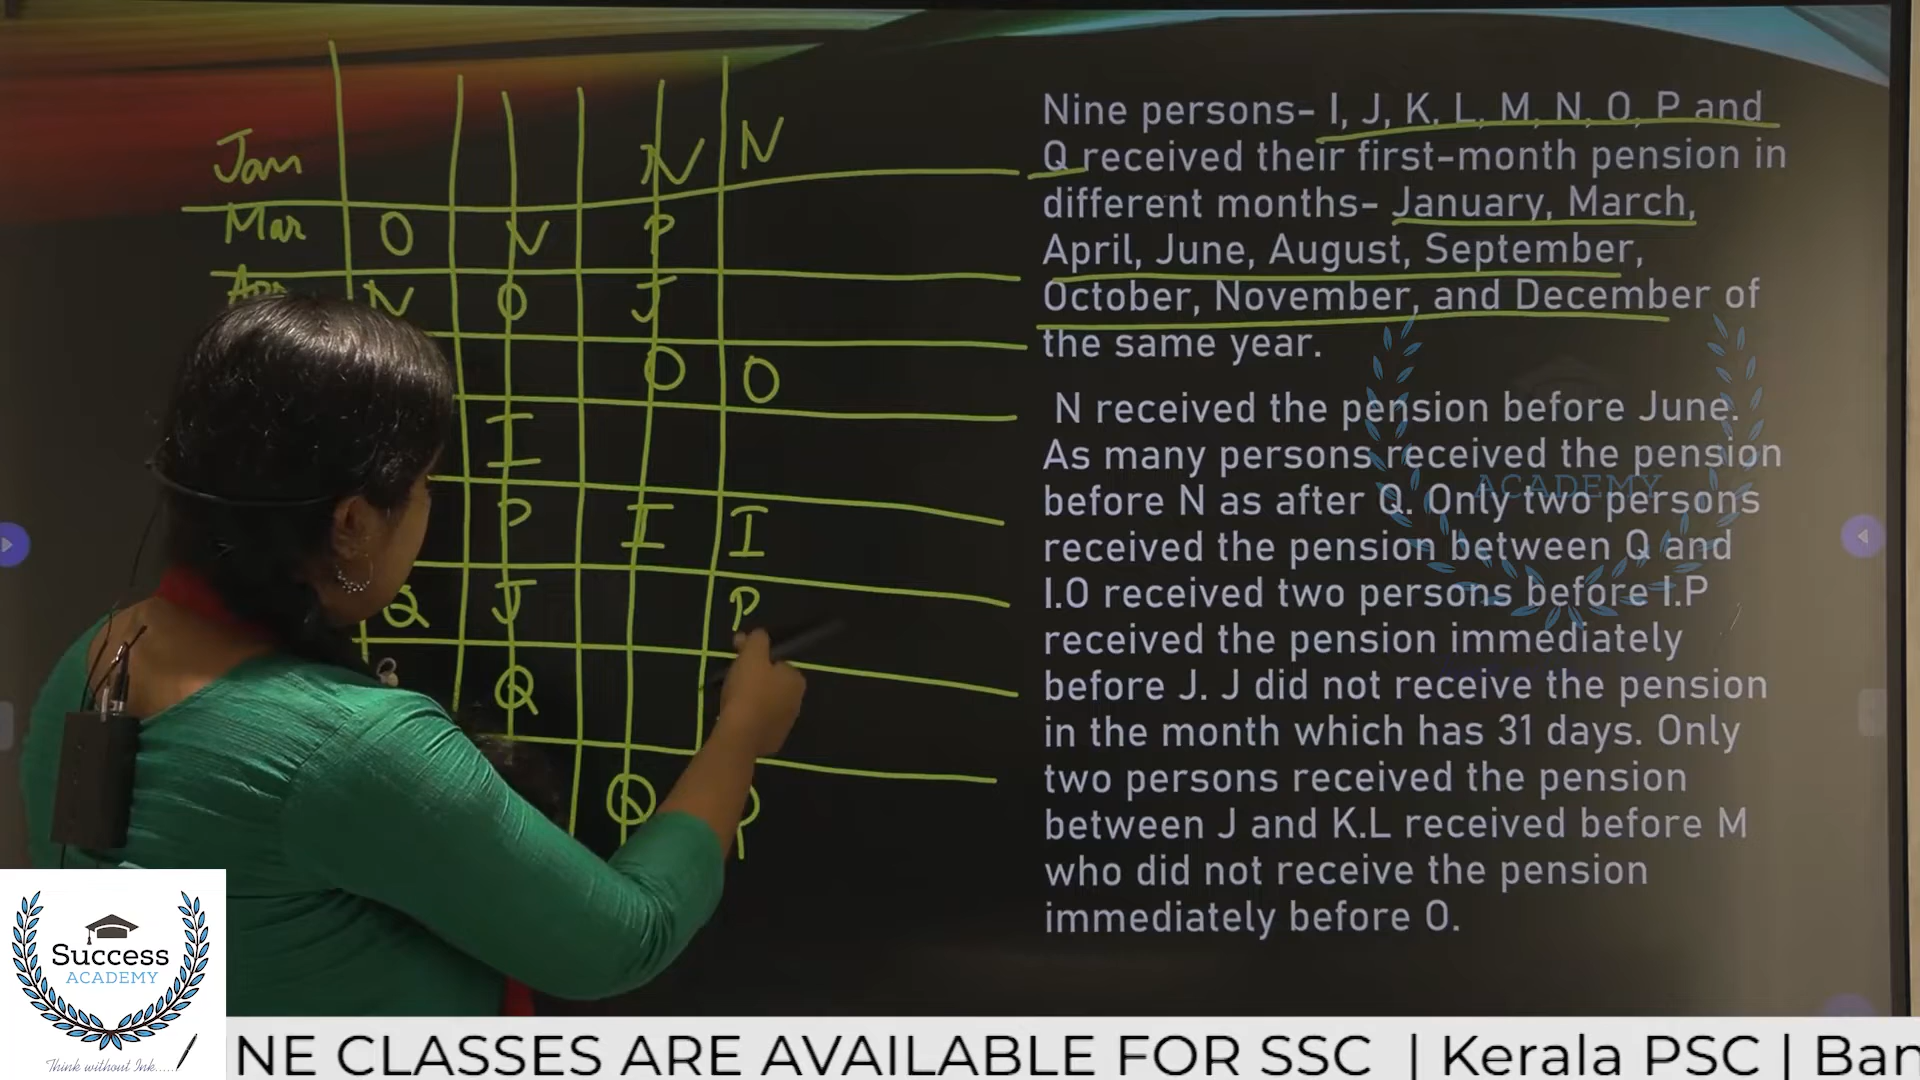 Jan N N
Mar O N P
Apr N O J
O O
I
P I I
Q J P
Q
Q
Nine persons- I, J, K, L, M, N, O, P and
Q received their first-month pension in
different months- January, March,
April, June, August, September,
October, November, and December of
the same year.
N received the pension before June.
As many persons received the pension
before N as after Q. Only two persons
received the pension between Q and
I.O received two persons before I.P
received the pension immediately
before J. J did not receive the pension
in the month which has 31 days. Only
two persons received the pension
between J and K.L received before M
who did not receive the pension
immediately before O.
ACADEMY
Success
ACADEMY
Think without Ink.....
NE CLASSES ARE AVAILABLE FOR SSC | Kerala PSC | Ban